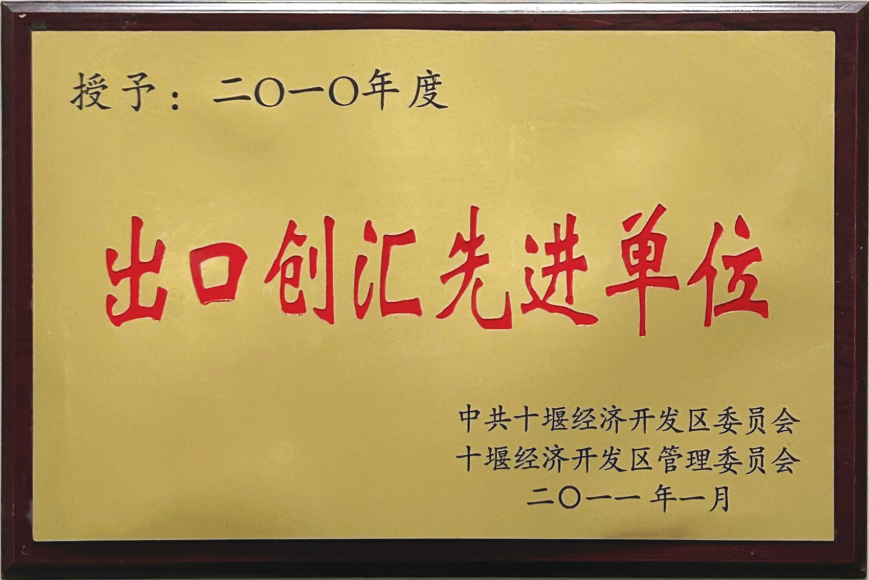 授予：二〇一〇年度
出口创汇先进单位
中共十堰经济开发区委员会
十堰经济开发区管理委员会
二〇一一年一月